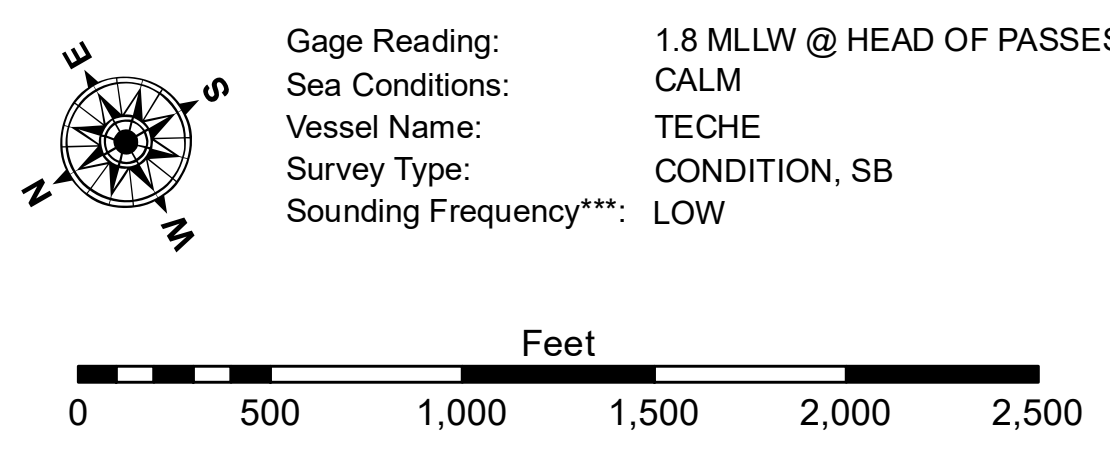 E
S
N
W
Gage Reading: 1.8 MLLW @ HEAD OF PASSES
Sea Conditions: CALM
Vessel Name: TECHE
Survey Type: CONDITION, SB
Sounding Frequency***: LOW
Feet
0 500 1,000 1,500 2,000 2,500